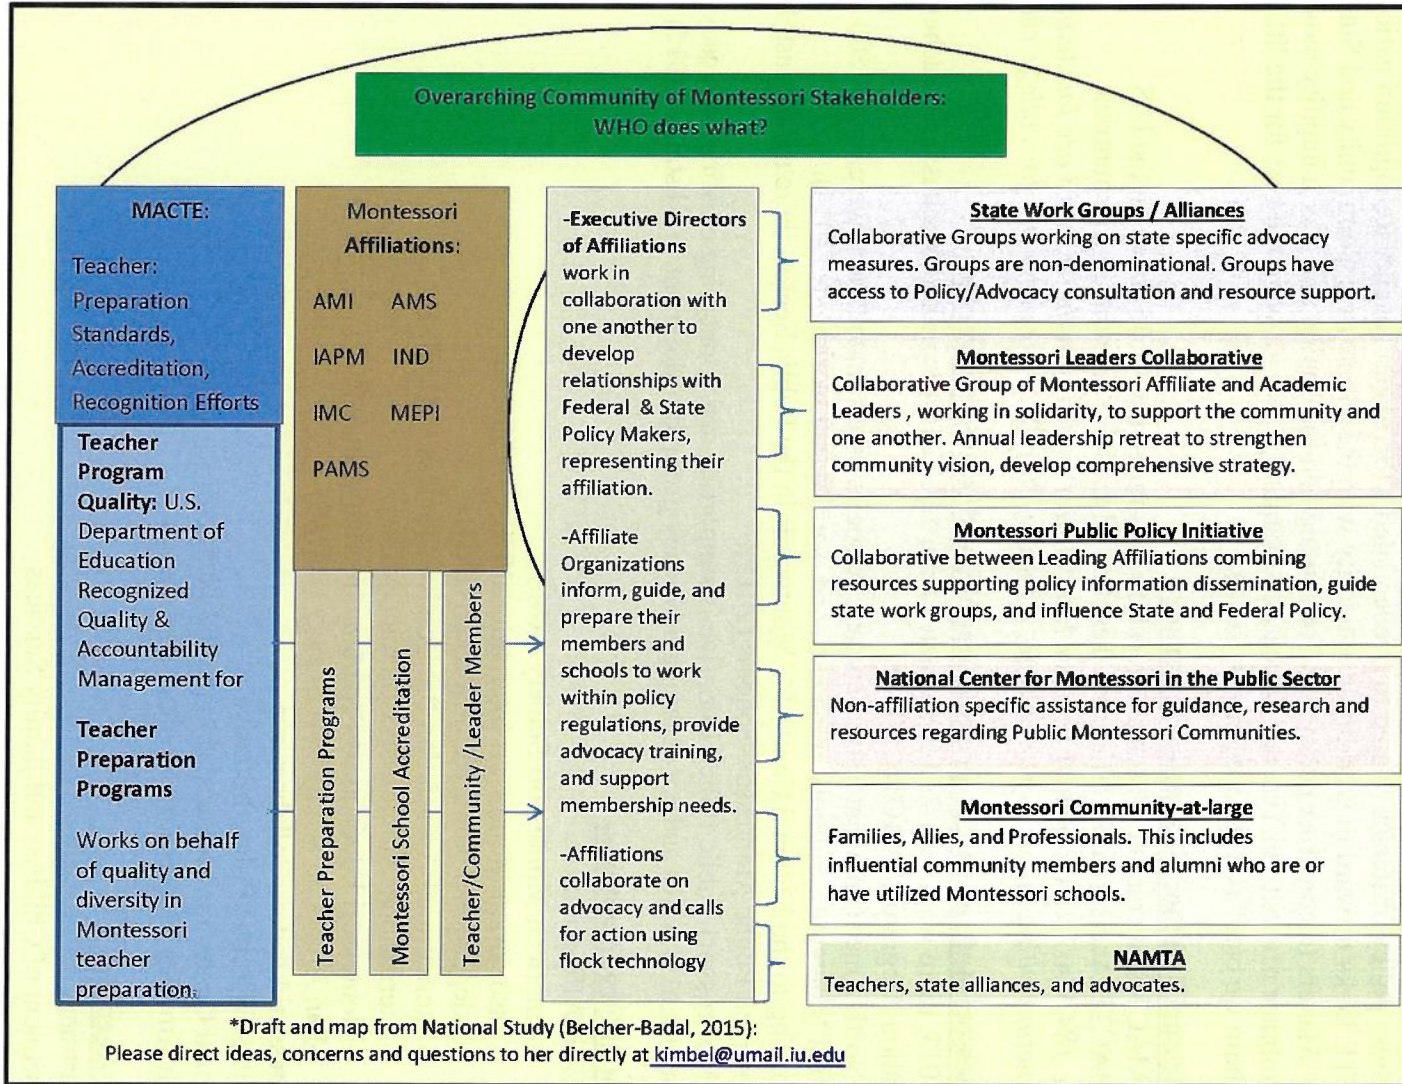 Overarching Community of Montessori Stakeholders:
WHO does what?
MACTE:
Teacher:
Preparation
Standards,
Accreditation,
Recognition Efforts
Teacher
Program
Quality: U.S.
Department of
Education
Recognized
Quality &
Accountability
Management for
Teacher
Preparation
Programs
Works on behalf
of quality and
diversity in
Montessori
teacher
preparation.
Montessori
Affiliations:
AMI AMS
IAPM IND
IMC MEPI
PAMS
Teacher Preparation Programs
Montessori School Accreditation
Teacher/Community /Leader Members
-Executive Directors
of Affiliations
work in
collaboration with
one another to
develop
relationships with
Federal & State
Policy Makers,
representing their
affiliation.
-Affiliate
Organizations
inform, guide, and
prepare their
members and
schools to work
within policy
regulations, provide
advocacy training,
and support
membership needs.
-Affiliations
collaborate on
advocacy and calls
for action using
flock technology
State Work Groups / Alliances
Collaborative Groups working on state specific advocacy
measures. Groups are non-denominational. Groups have
access to Policy/Advocacy consultation and resource support.
Montessori Leaders Collaborative
Collaborative Group of Montessori Affiliate and Academic
Leaders , working in solidarity, to support the community and
one another. Annual leadership retreat to strengthen
community vision, develop comprehensive strategy.
Montessori Public Policy Initiative
Collaborative between Leading Affiliations combining
resources supporting policy information dissemination, guide
state work groups, and influence State and Federal Policy.
National Center for Montessori in the Public Sector
Non-affiliation specific assistance for guidance, research and
resources regarding Public Montessori Communities.
Montessori Community-at-large
Families, Allies, and Professionals. This includes
influential community members and alumni who are or
have utilized Montessori schools.
NAMTA
Teachers, state alliances, and advocates.
*Draft and map from National Study (Belcher-Badal, 2015):
Please direct ideas, concerns and questions to her directly at kimbel@umail.iu.edu